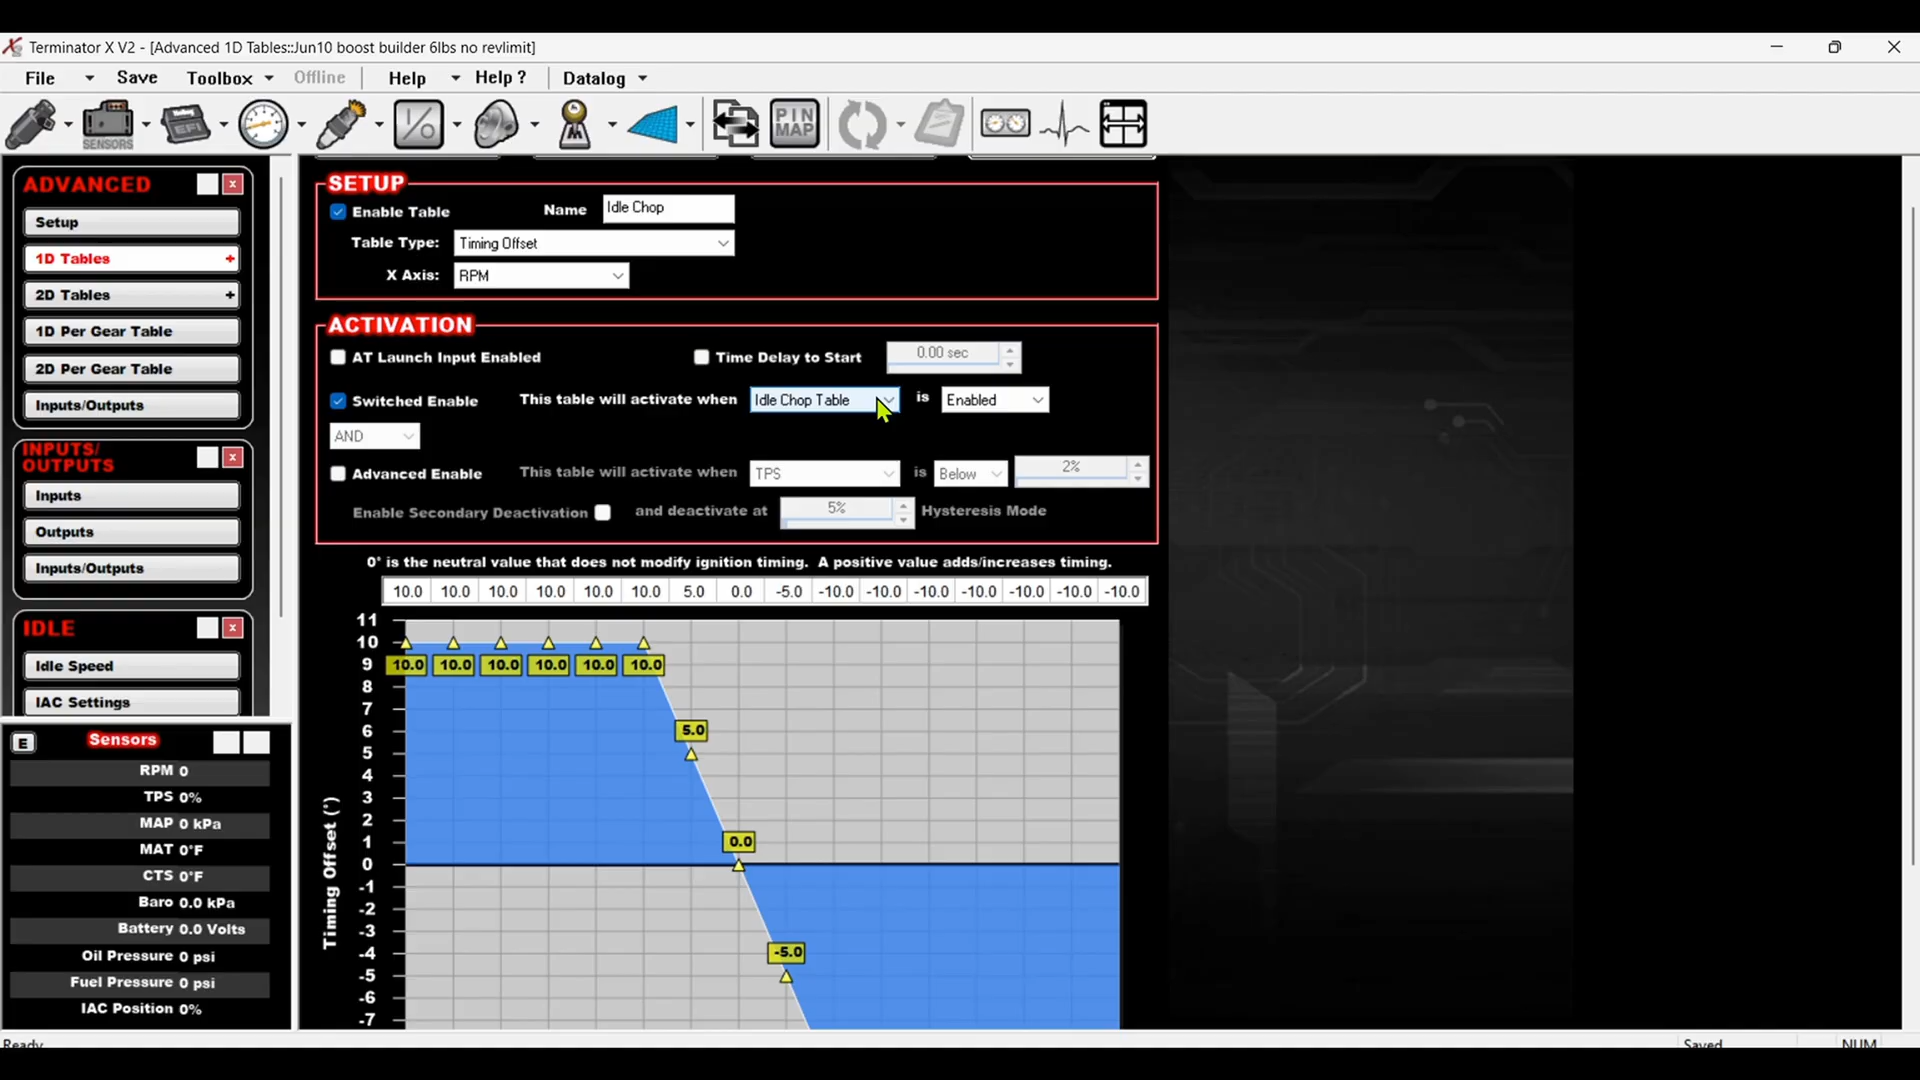 Terminator X V2 - [Advanced 1D Tables::Jun10 boost builder 6lbs no revlimit]
File Save Toolbox Offline Help Help ? Datalog
SENSORS EFI I/O PIN MAP
ADVANCED
Setup
1D Tables +
2D Tables +
1D Per Gear Table
2D Per Gear Table
Inputs/Outputs
INPUTS/
OUTPUTS
Inputs
Outputs
Inputs/Outputs
IDLE
Idle Speed
IAC Settings
E Sensors
RPM 0
TPS 0%
MAP 0 kPa
MAT 0°F
CTS 0°F
Baro 0.0 kPa
Battery 0.0 Volts
Oil Pressure 0 psi
Fuel Pressure 0 psi
IAC Position 0%
SETUP
Enable Table Name Idle Chop
Table Type: Timing Offset
X Axis: RPM
ACTIVATION
AT Launch Input Enabled Time Delay to Start 0.00 sec
Switched Enable This table will activate when Idle Chop Table is Enabled
AND
Advanced Enable This table will activate when TPS is Below 2%
Enable Secondary Deactivation and deactivate at 5% Hysteresis Mode
0° is the neutral value that does not modify ignition timing. A positive value adds/increases timing.
10.0 10.0 10.0 10.0 10.0 10.0 5.0 0.0 -5.0 -10.0 -10.0 -10.0 -10.0 -10.0 -10.0 -10.0
11
10
9 10.0 10.0 10.0 10.0 10.0 10.0
8
7
6 5.0
5
4
3
2
1 0.0
0
-1
-2
-3
-4 -5.0
-5
-6
-7
Timing Offset (°)
Ready Saved NUM